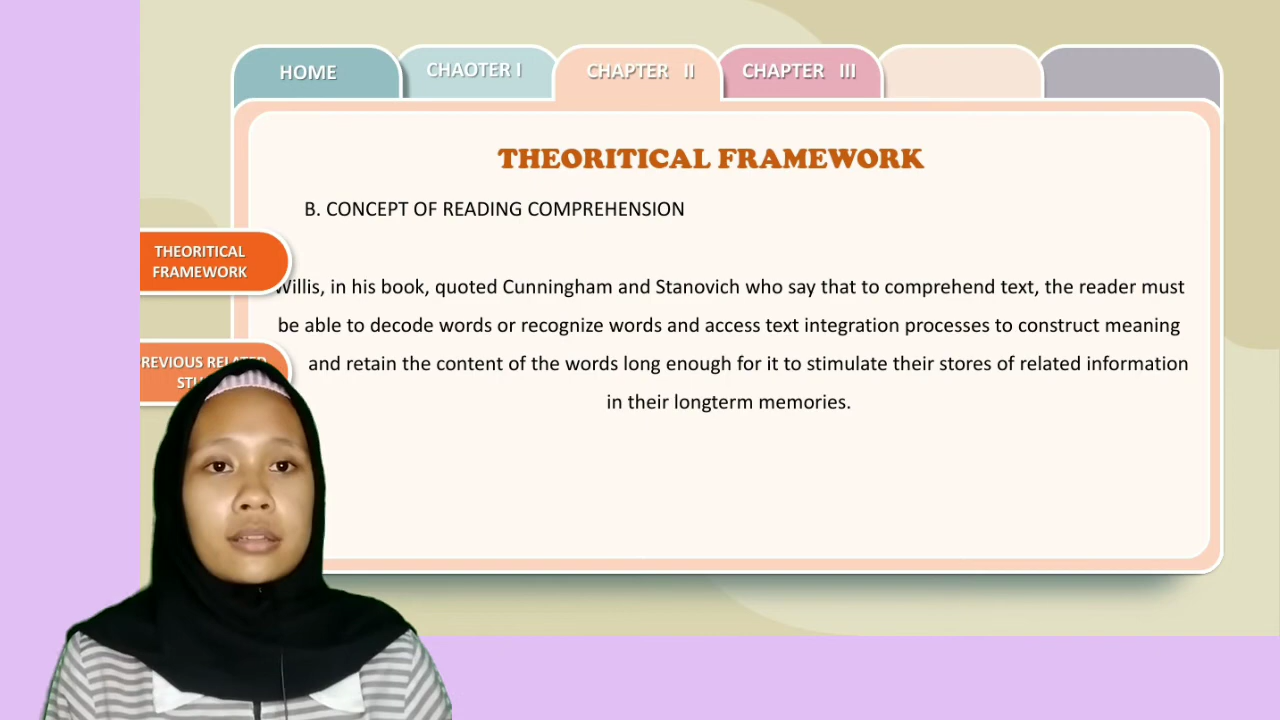 HOME
CHAOTER I
CHAPTER II
CHAPTER III
THEORITICAL FRAMEWORK
B. CONCEPT OF READING COMPREHENSION
THEORITICAL
FRAMEWORK
Willis, in his book, quoted Cunningham and Stanovich who say that to comprehend text, the reader must
be able to decode words or recognize words and access text integration processes to construct meaning
and retain the content of the words long enough for it to stimulate their stores of related information
in their longterm memories.
REVIOUS RELATED